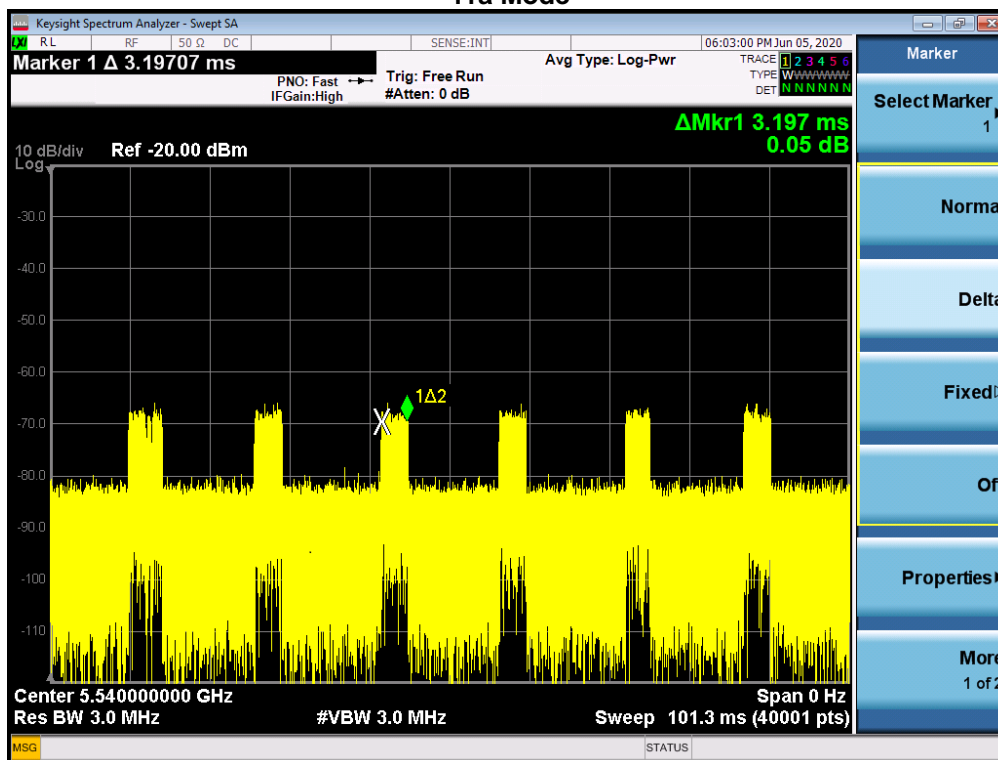 Keysight Spectrum Analyzer - Swept SA
LXI RL RF 50 Ω DC SENSE:INT 06:03:00 PM Jun 05, 2020
Marker 1 Δ 3.19707 ms
PNO: Fast
IFGain:High
Trig: Free Run
#Atten: 0 dB
Avg Type: Log-Pwr
TRACE 1 2 3 4 5 6
TYPE WWWWWW
DET N N N N N N
ΔMkr1 3.197 ms
0.05 dB
10 dB/div Ref -20.00 dBm
Log
-30.0
-40.0
-50.0
-60.0
-70.0
-80.0
-90.0
-100
-110
X
1Δ2
Center 5.540000000 GHz
Span 0 Hz
Res BW 3.0 MHz
#VBW 3.0 MHz
Sweep 101.3 ms (40001 pts)
MSG
STATUS
Marker
Select Marker
1
Norma
Delta
Fixed
Of
Properties
More
1 of 2